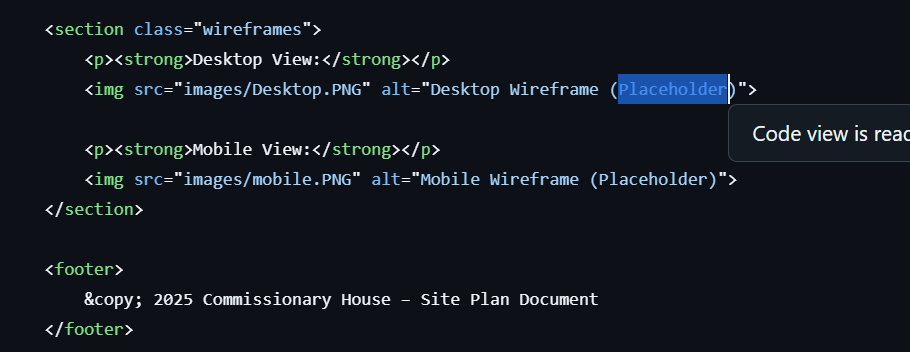 <section class="wireframes">
<p><strong>Desktop View:</strong></p>
<img src="images/Desktop.PNG" alt="Desktop Wireframe (Placeholder)">
Code view is read
<p><strong>Mobile View:</strong></p>
<img src="images/mobile.PNG" alt="Mobile Wireframe (Placeholder)">
</section>
<footer>
&copy; 2025 Commissionary House – Site Plan Document
</footer>